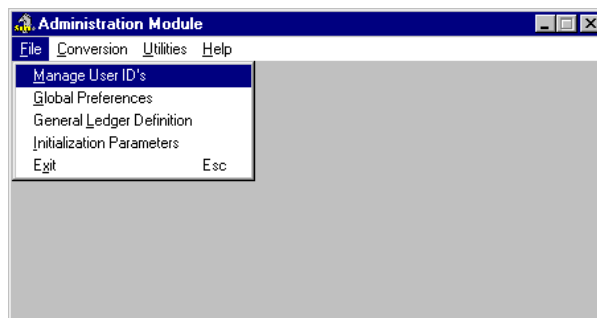 Administration Module
File Conversion Utilities Help
Manage User ID's
Global Preferences
General Ledger Definition
Initialization Parameters
Exit Esc